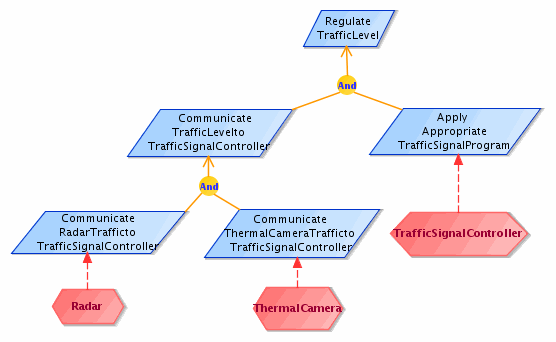 Regulate
TrafficLevel
And
Communicate
TrafficLevelto
TrafficSignalController
Apply
Appropriate
TrafficSignalProgram
And
Communicate
RadarTrafficto
TrafficSignalController
Communicate
ThermalCameraTrafficto
TrafficSignalController
TrafficSignalController
Radar
ThermalCamera